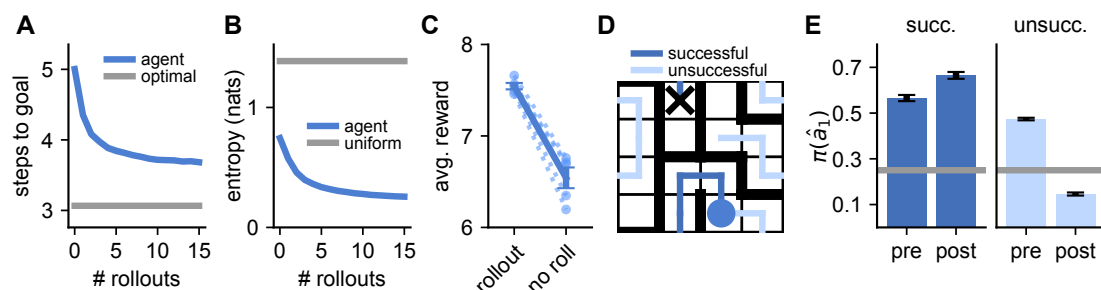 A
steps to goal
5
4
3
agent
optimal
0
5
10
15
# rollouts
B
entropy (nats)
1
0
agent
uniform
0
5
10
15
# rollouts
C
avg. reward
8
7
6
rollout
no roll
D
successful
unsuccessful
E
succ.
unsucc.
π(â₁)
0.7
0.5
0.3
0.1
pre
post
pre
post